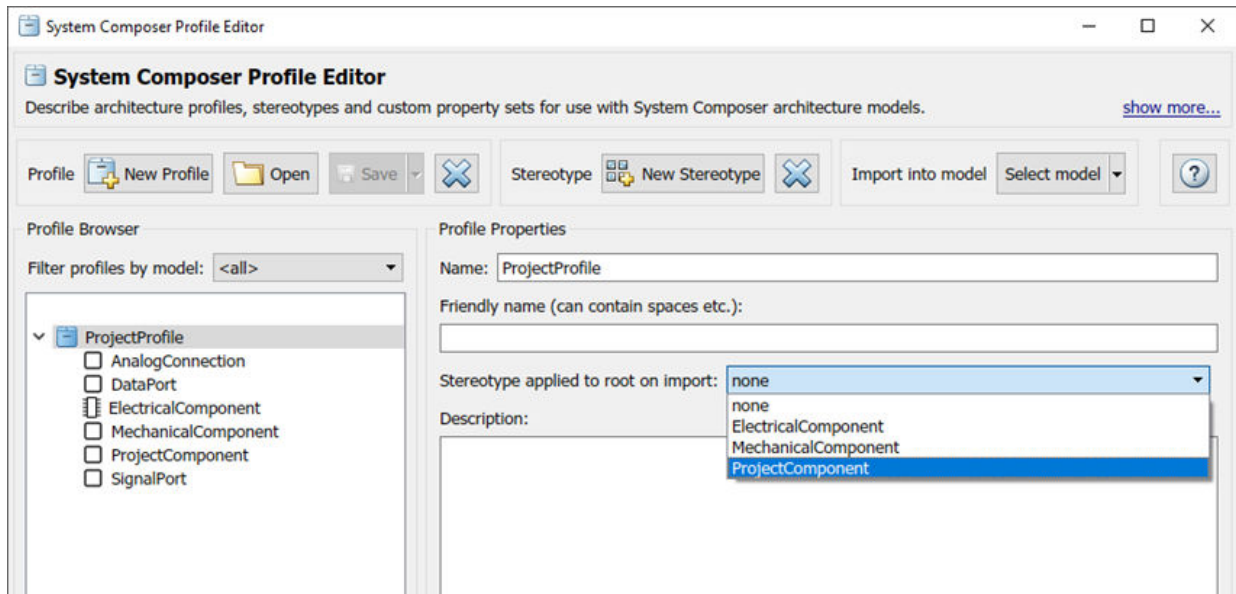 System Composer Profile Editor
System Composer Profile Editor
Describe architecture profiles, stereotypes and custom property sets for use with System Composer architecture models. show more...
Profile New Profile Open Save Stereotype New Stereotype Import into model Select model ?
Profile Browser
Filter profiles by model: <all>
ProjectProfile
AnalogConnection
DataPort
ElectricalComponent
MechanicalComponent
ProjectComponent
SignalPort
Profile Properties
Name: ProjectProfile
Friendly name (can contain spaces etc.):
Stereotype applied to root on import: none
none
ElectricalComponent
MechanicalComponent
ProjectComponent
Description: